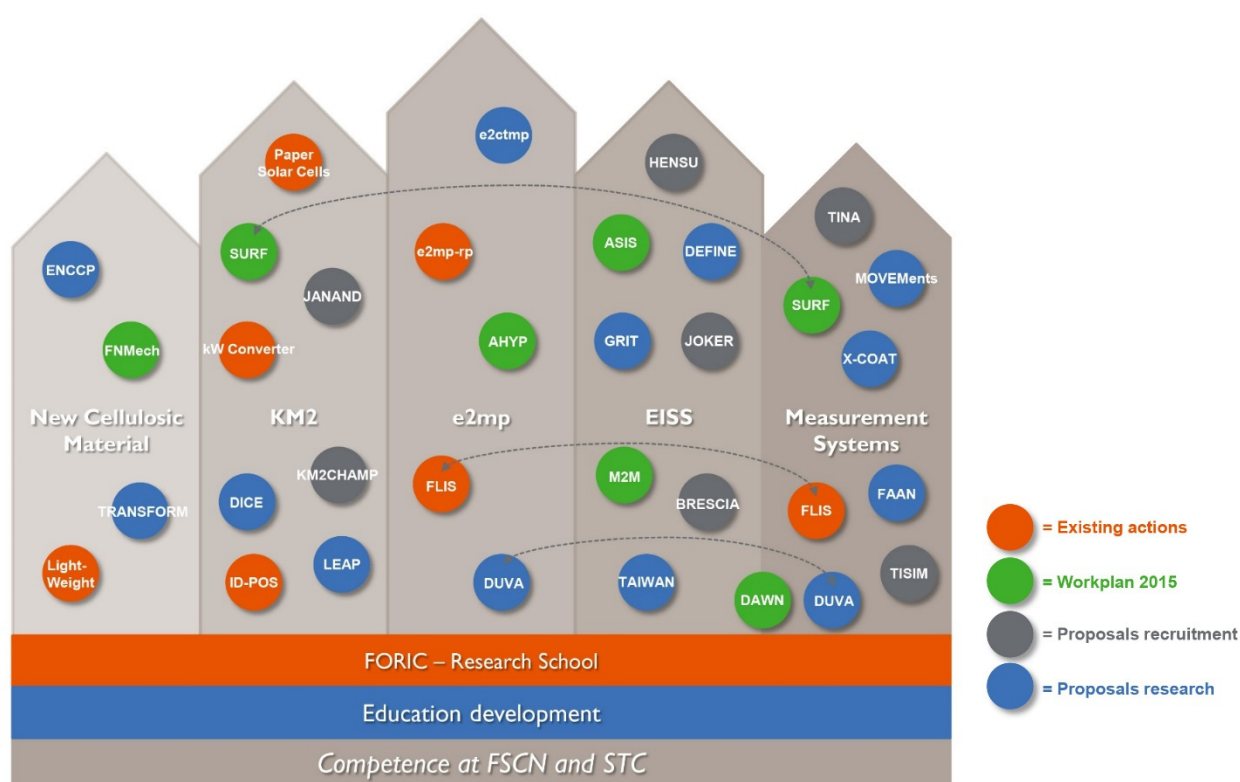 e2ctmp
Paper
Solar Cells
HENSU
TINA
SURF
e2mp-rp
ASIS
DEFINE
ENCCP
MOVEMents
JANAND
SURF
FNMech
kW Converter
AHYP
GRIT
JOKER
X-COAT
New Cellulosic
Material
KM2
e2mp
EISS
Measurement
Systems
KM2CHAMP
M2M
FLIS
DICE
BRESCIA
FLIS
FAAN
TRANSFORM
= Existing actions
Light-
Weight
LEAP
ID-POS
DUVA
TAIWAN
TISIM
DAWN
DUVA
= Workplan 2015
= Proposals recruitment
= Proposals research
FORIC – Research School
Education development
Competence at FSCN and STC